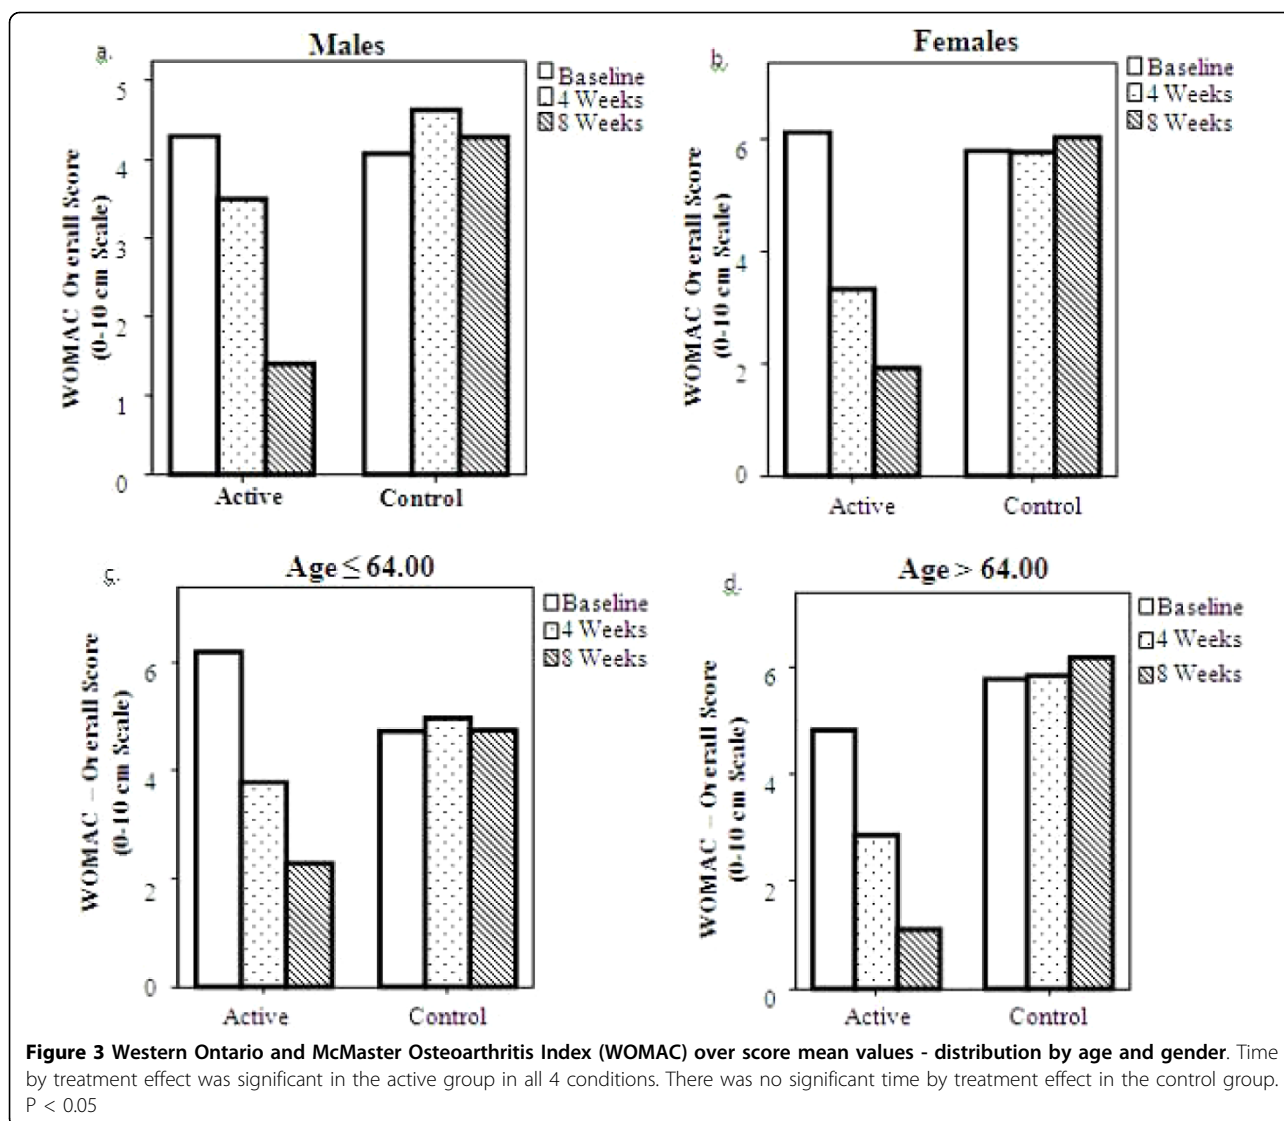 a.
Males
WOMAC Overall Score
(0-10 cm Scale)
5
4
3
2
1
0
Active
Control
Baseline
4 Weeks
8 Weeks
b.
Females
WOMAC Overall Score
(0-10 cm Scale)
6
4
2
0
Active
Control
Baseline
4 Weeks
8 Weeks
c.
Age ≤ 64.00
WOMAC – Overall Score
(0-10 cm Scale)
6
4
2
0
Active
Control
Baseline
4 Weeks
8 Weeks
d.
Age > 64.00
WOMAC – Overall Score
(0-10 cm Scale)
6
4
2
0
Active
Control
Baseline
4 Weeks
8 Weeks
Figure 3 Western Ontario and McMaster Osteoarthritis Index (WOMAC) over score mean values - distribution by age and gender. Time
by treatment effect was significant in the active group in all 4 conditions. There was no significant time by treatment effect in the control group.
P < 0.05